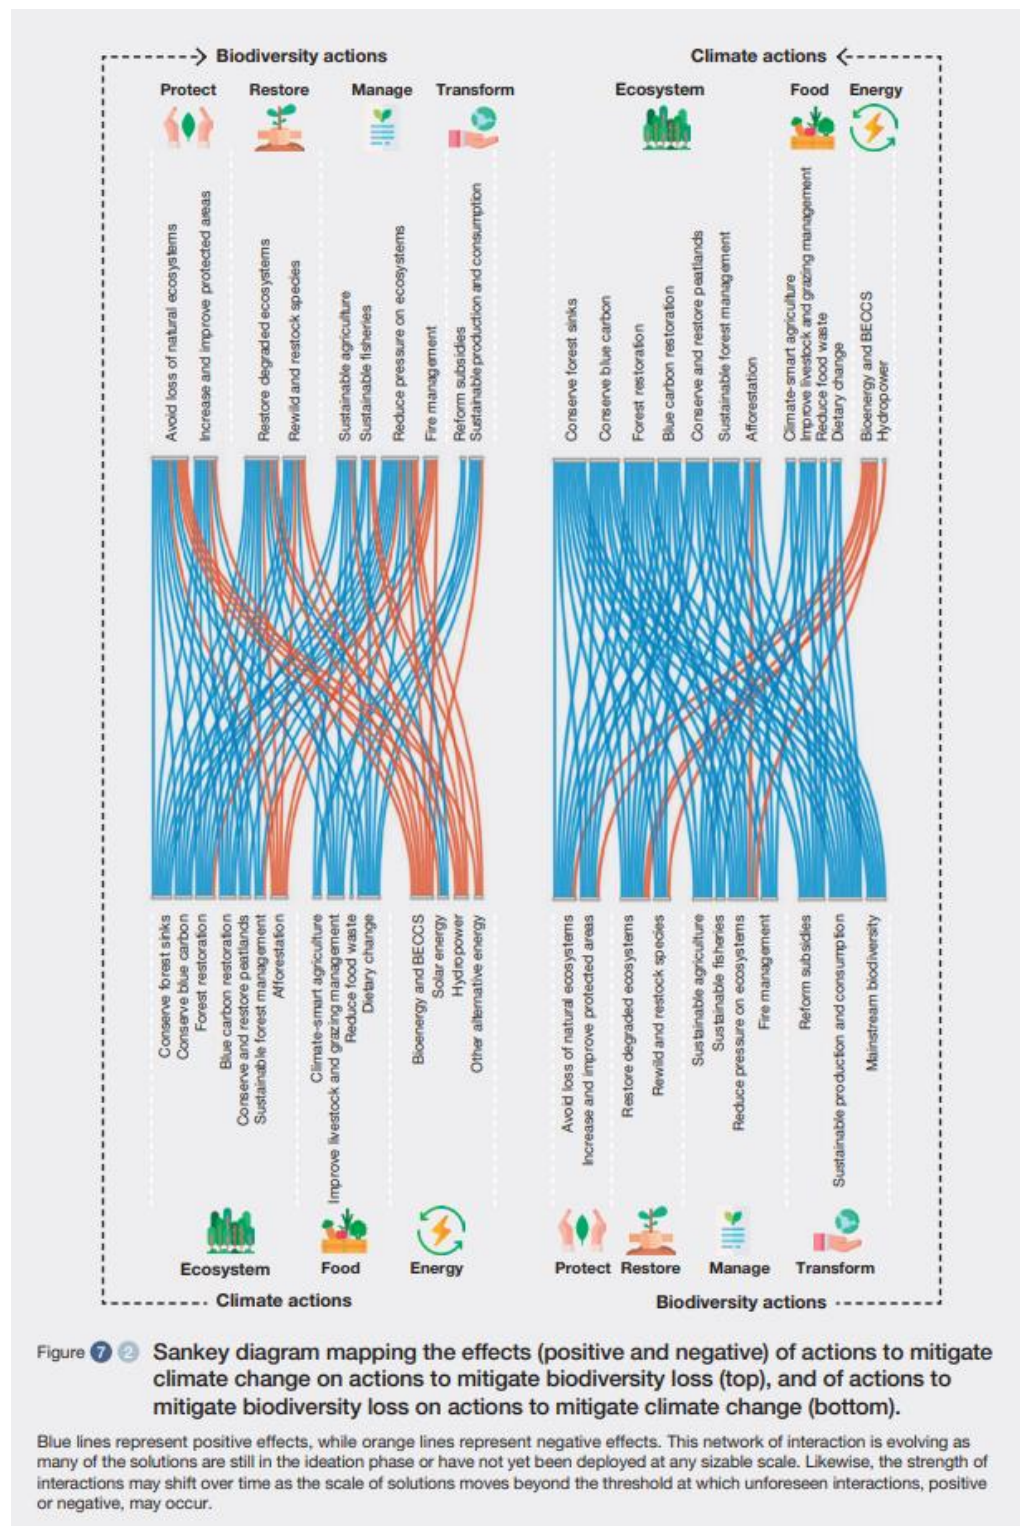 Biodiversity actions
Climate actions
Protect
Restore
Manage
Transform
Ecosystem
Food
Energy
Avoid loss of natural ecosystems
Increase and improve protected areas
Restore degraded ecosystems
Rewild and restock species
Sustainable agriculture
Sustainable fisheries
Reduce pressure on ecosystems
Fire management
Reform subsidies
Sustainable production and consumption
Conserve forest sinks
Conserve blue carbon
Forest restoration
Blue carbon restoration
Conserve and restore peatlands
Sustainable forest management
Afforestation
Climate-smart agriculture
Improve livestock and grazing management
Reduce food waste
Dietary change
Bioenergy and BECCS
Hydropower
Conserve forest sinks
Conserve blue carbon
Forest restoration
Blue carbon restoration
Conserve and restore peatlands
Sustainable forest management
Afforestation
Climate-smart agriculture
Improve livestock and grazing management
Reduce food waste
Dietary change
Bioenergy and BECCS
Solar energy
Hydropower
Other alternative energy
Avoid loss of natural ecosystems
Increase and improve protected areas
Restore degraded ecosystems
Rewild and restock species
Sustainable agriculture
Sustainable fisheries
Reduce pressure on ecosystems
Fire management
Reform subsidies
Sustainable production and consumption
Mainstream biodiversity
Ecosystem
Food
Energy
Protect
Restore
Manage
Transform
Climate actions
Biodiversity actions
Figure 7 2 Sankey diagram mapping the effects (positive and negative) of actions to mitigate
climate change on actions to mitigate biodiversity loss (top), and of actions to
mitigate biodiversity loss on actions to mitigate climate change (bottom).
Blue lines represent positive effects, while orange lines represent negative effects. This network of interaction is evolving as
many of the solutions are still in the ideation phase or have not yet been deployed at any sizable scale. Likewise, the strength of
interactions may shift over time as the scale of solutions moves beyond the threshold at which unforeseen interactions, positive
or negative, may occur.